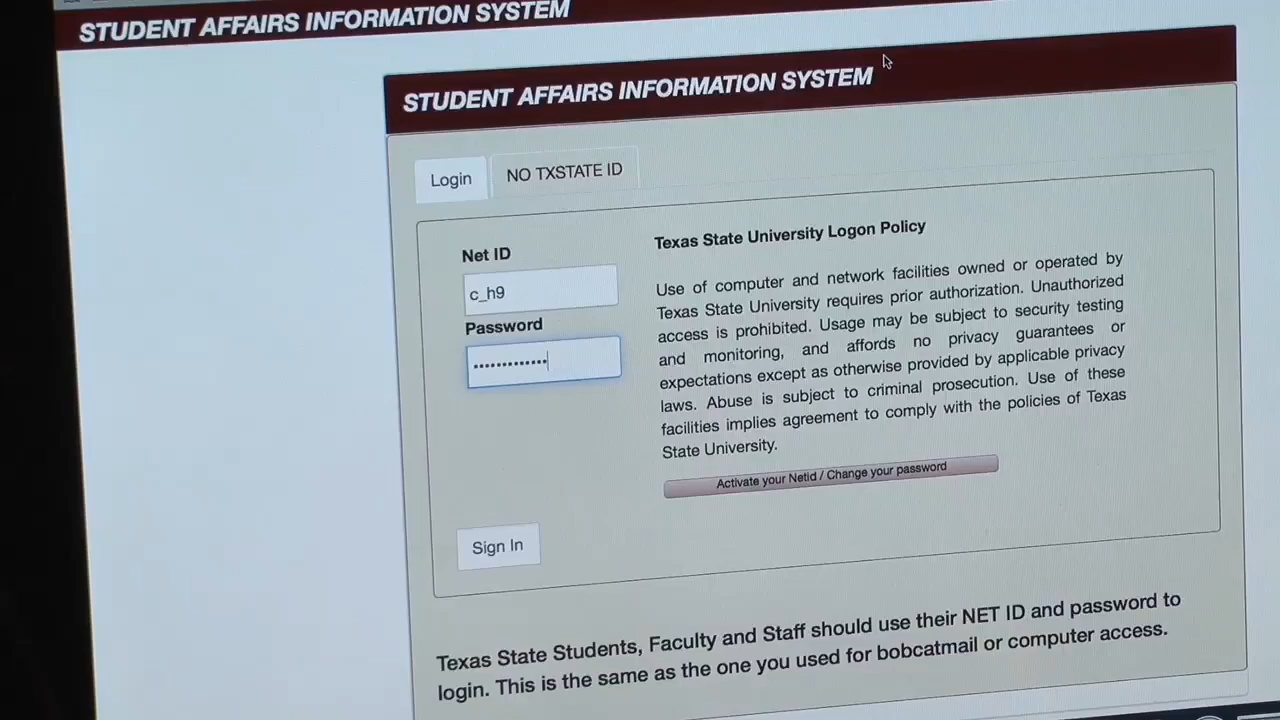 STUDENT AFFAIRS INFORMATION SYSTEM
STUDENT AFFAIRS INFORMATION SYSTEM
Login
NO TXSTATE ID
Net ID
c_h9
Password
•••••••••••••
Sign In
Texas State University Logon Policy
Use of computer and network facilities owned or operated by
Texas State University requires prior authorization. Unauthorized
access is prohibited. Usage may be subject to security testing
and monitoring, and affords no privacy guarantees or
expectations except as otherwise provided by applicable privacy
laws. Abuse is subject to criminal prosecution. Use of these
facilities implies agreement to comply with the policies of Texas
State University.
Activate your Netid / Change your password
Texas State Students, Faculty and Staff should use their NET ID and password to
login. This is the same as the one you used for bobcatmail or computer access.